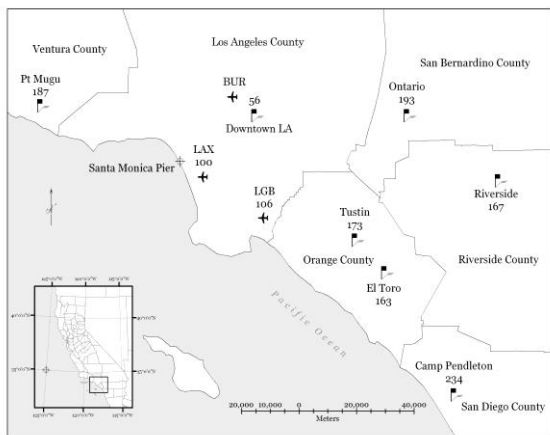 Ventura County
Los Angeles County
San Bernardino County
Pt Mugu
187
BUR
56
Downtown LA
Ontario
193
LAX
100
Santa Monica Pier
Riverside
167
LGB
106
Tustin
173
Orange County
Riverside County
El Toro
163
Pacific Ocean
Camp Pendleton
234
San Diego County
20,000 10,000 0 20,000 40,000
Meters